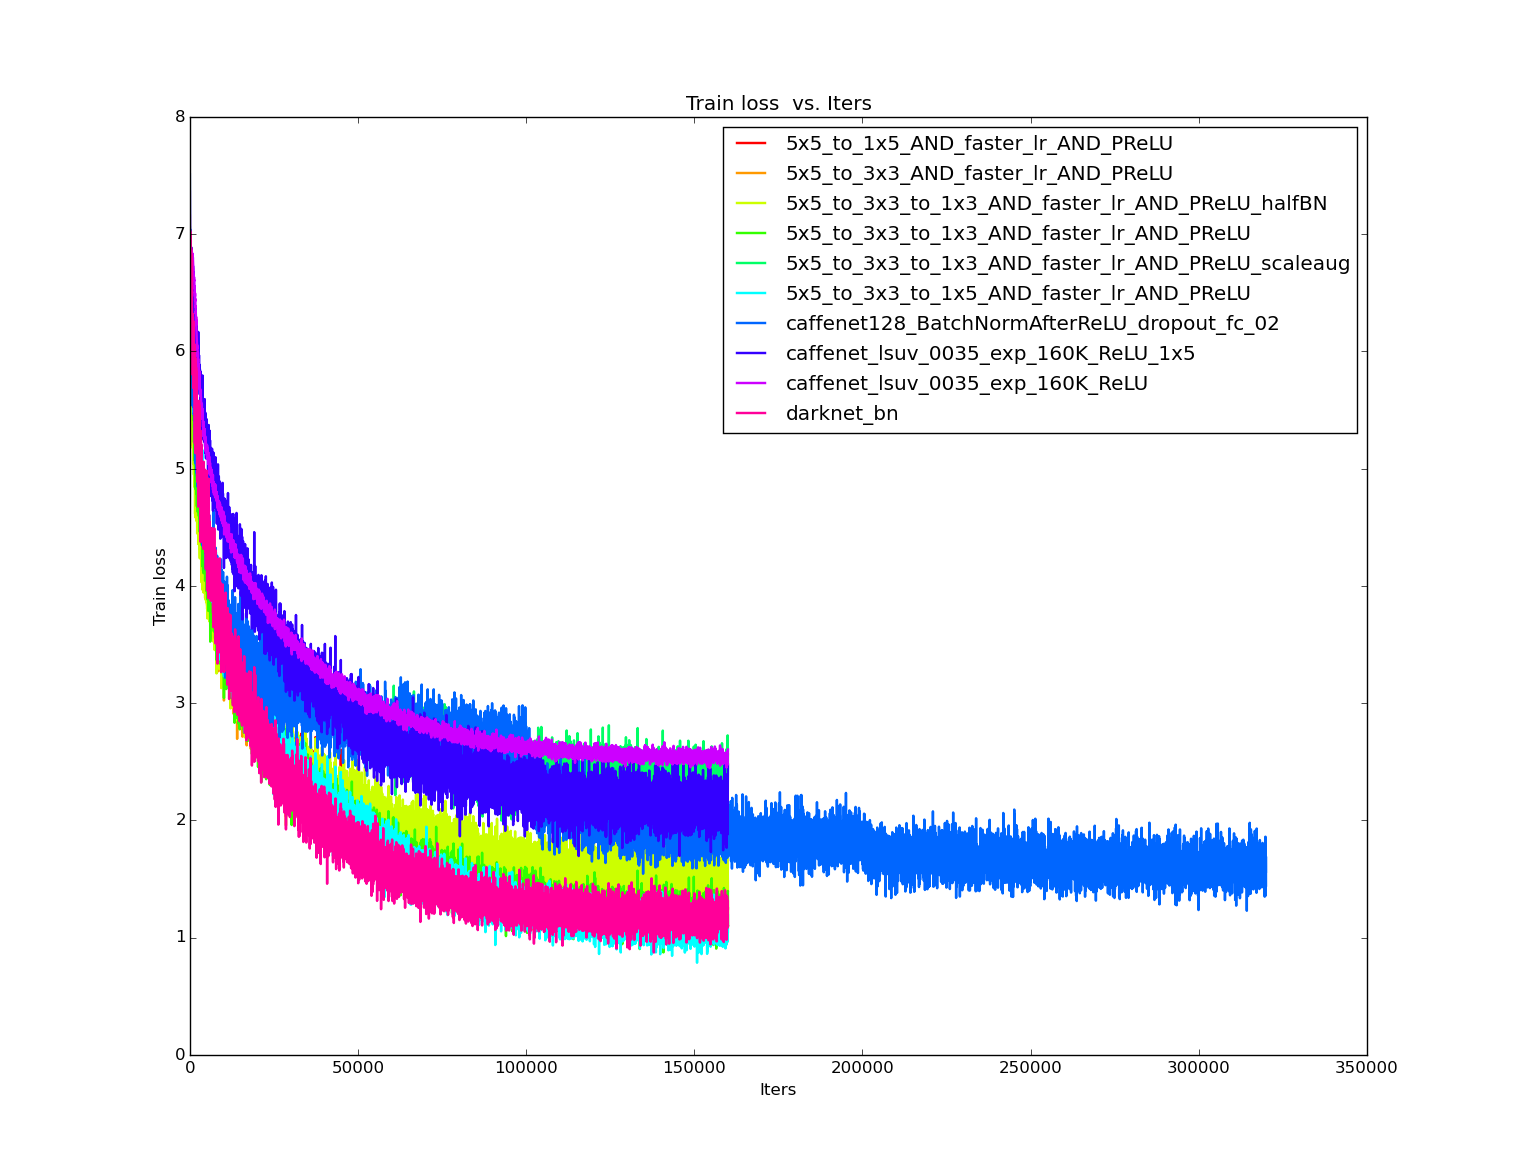 Train loss  vs. Iters
8
7
6
5
4
3
2
1
0
Train loss
5x5_to_1x5_AND_faster_lr_AND_PReLU
5x5_to_3x3_AND_faster_lr_AND_PReLU
5x5_to_3x3_to_1x3_AND_faster_lr_AND_PReLU_halfBN
5x5_to_3x3_to_1x3_AND_faster_lr_AND_PReLU
5x5_to_3x3_to_1x3_AND_faster_lr_AND_PReLU_scaleaug
5x5_to_3x3_to_1x5_AND_faster_lr_AND_PReLU
caffenet128_BatchNormAfterReLU_dropout_fc_02
caffenet_lsuv_0035_exp_160K_ReLU_1x5
caffenet_lsuv_0035_exp_160K_ReLU
darknet_bn
0 50000 100000 150000 200000 250000 300000 350000
Iters